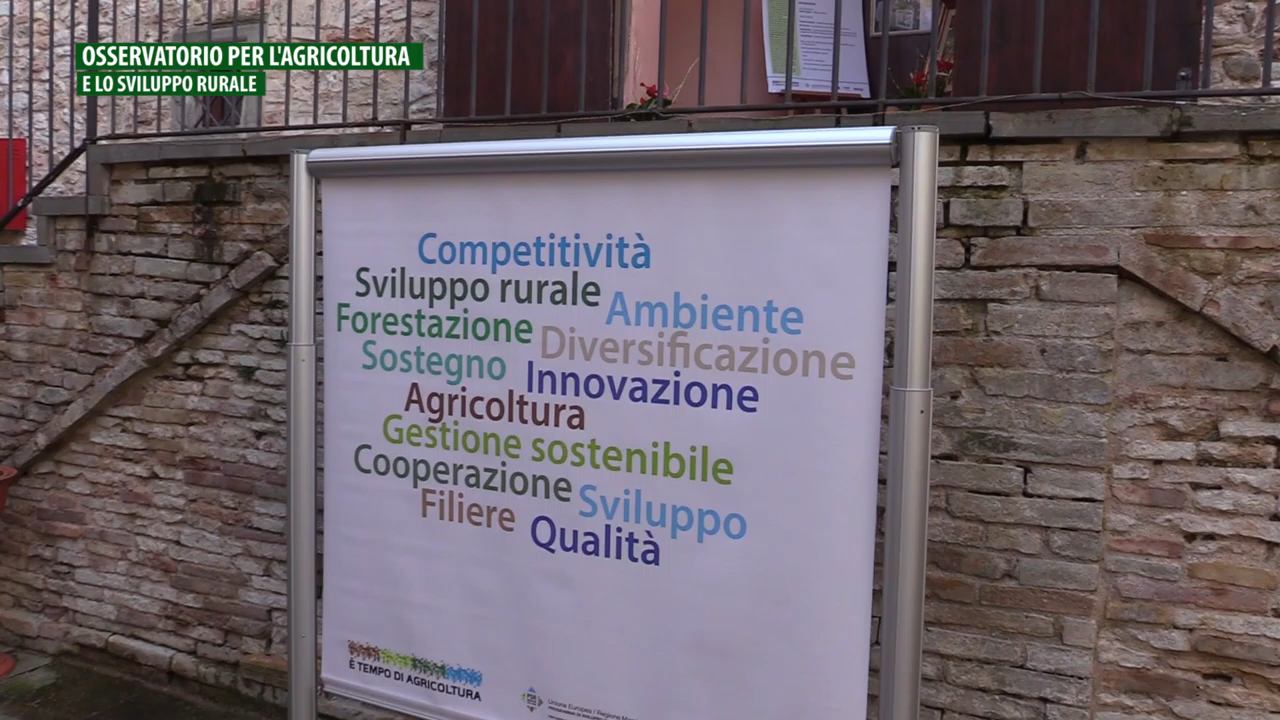 OSSERVATORIO PER L'AGRICOLTURA
E LO SVILUPPO RURALE
Competitività
Sviluppo rurale
Ambiente
Forestazione
Diversificazione
Sostegno
Innovazione
Agricoltura
Gestione sostenibile
Cooperazione
Sviluppo
Filiere
Qualità
È TEMPO DI AGRICOLTURA
Unione Europea / Regione